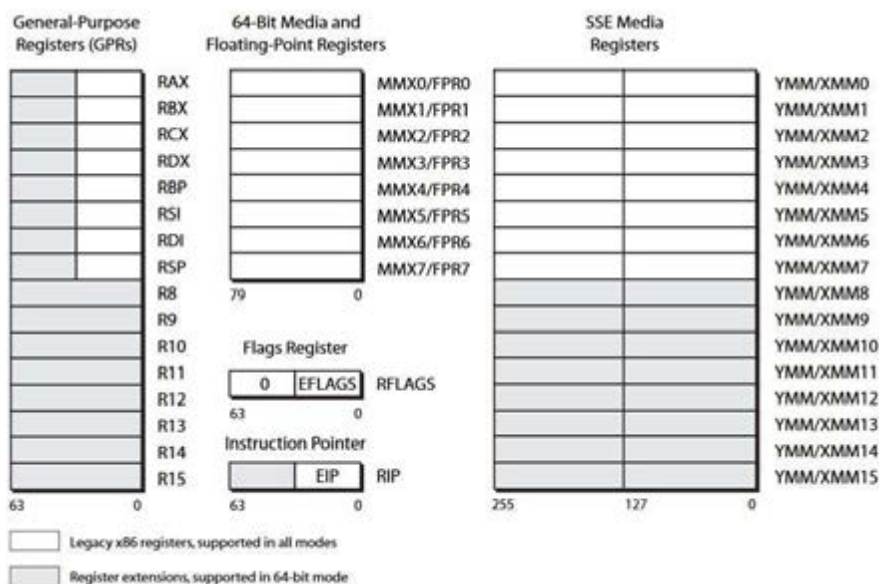 General-Purpose
Registers (GPRs)
RAX
RBX
RCX
RDX
RBP
RSI
RDI
RSP
R8
R9
R10
R11
R12
R13
R14
R15
63 0
64-Bit Media and
Floating-Point Registers
MMX0/FPR0
MMX1/FPR1
MMX2/FPR2
MMX3/FPR3
MMX4/FPR4
MMX5/FPR5
MMX6/FPR6
MMX7/FPR7
79 0
Flags Register
0 EFLAGS RFLAGS
63 0
Instruction Pointer
EIP RIP
63 0
SSE Media
Registers
YMM/XMM0
YMM/XMM1
YMM/XMM2
YMM/XMM3
YMM/XMM4
YMM/XMM5
YMM/XMM6
YMM/XMM7
YMM/XMM8
YMM/XMM9
YMM/XMM10
YMM/XMM11
YMM/XMM12
YMM/XMM13
YMM/XMM14
YMM/XMM15
255 127 0
Legacy x86 registers, supported in all modes
Register extensions, supported in 64-bit mode